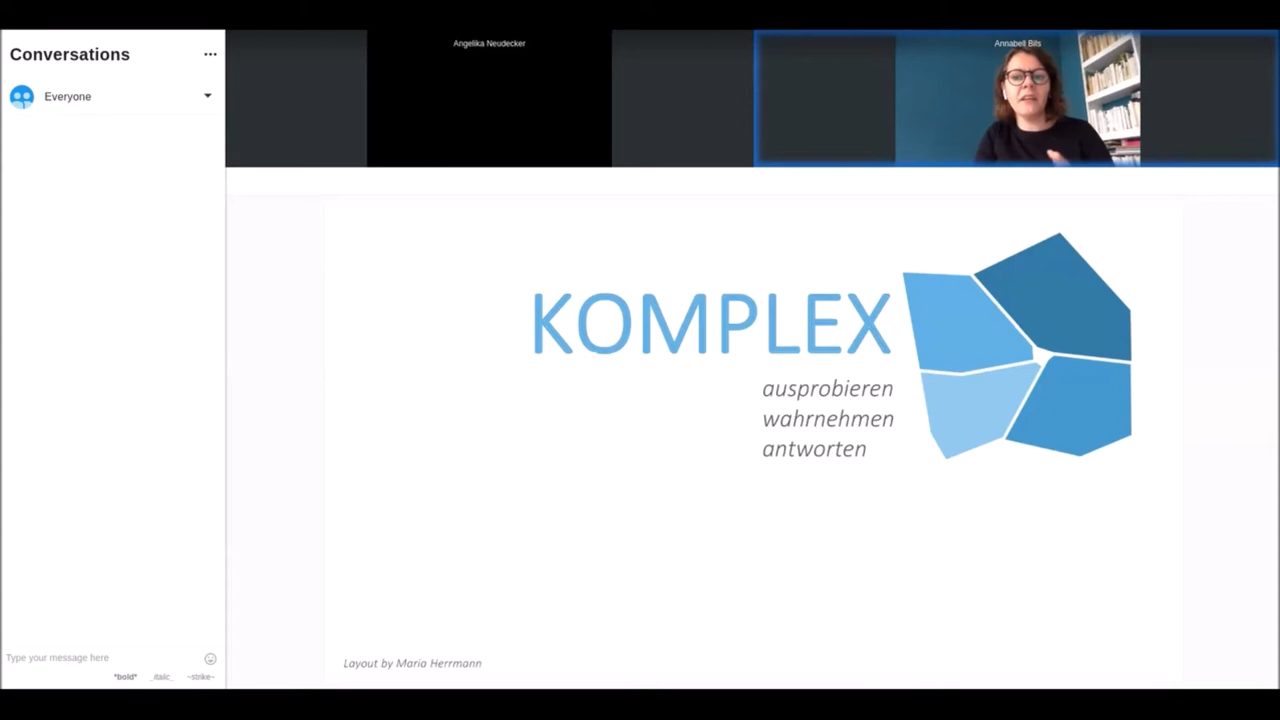 Conversations
Everyone
Angelika Neudecker
Annabell Bils
KOMPLEX
ausprobieren
wahrnehmen
antworten
Layout by Maria Herrmann
Type your message here
*bold* _italic_ ~strike~